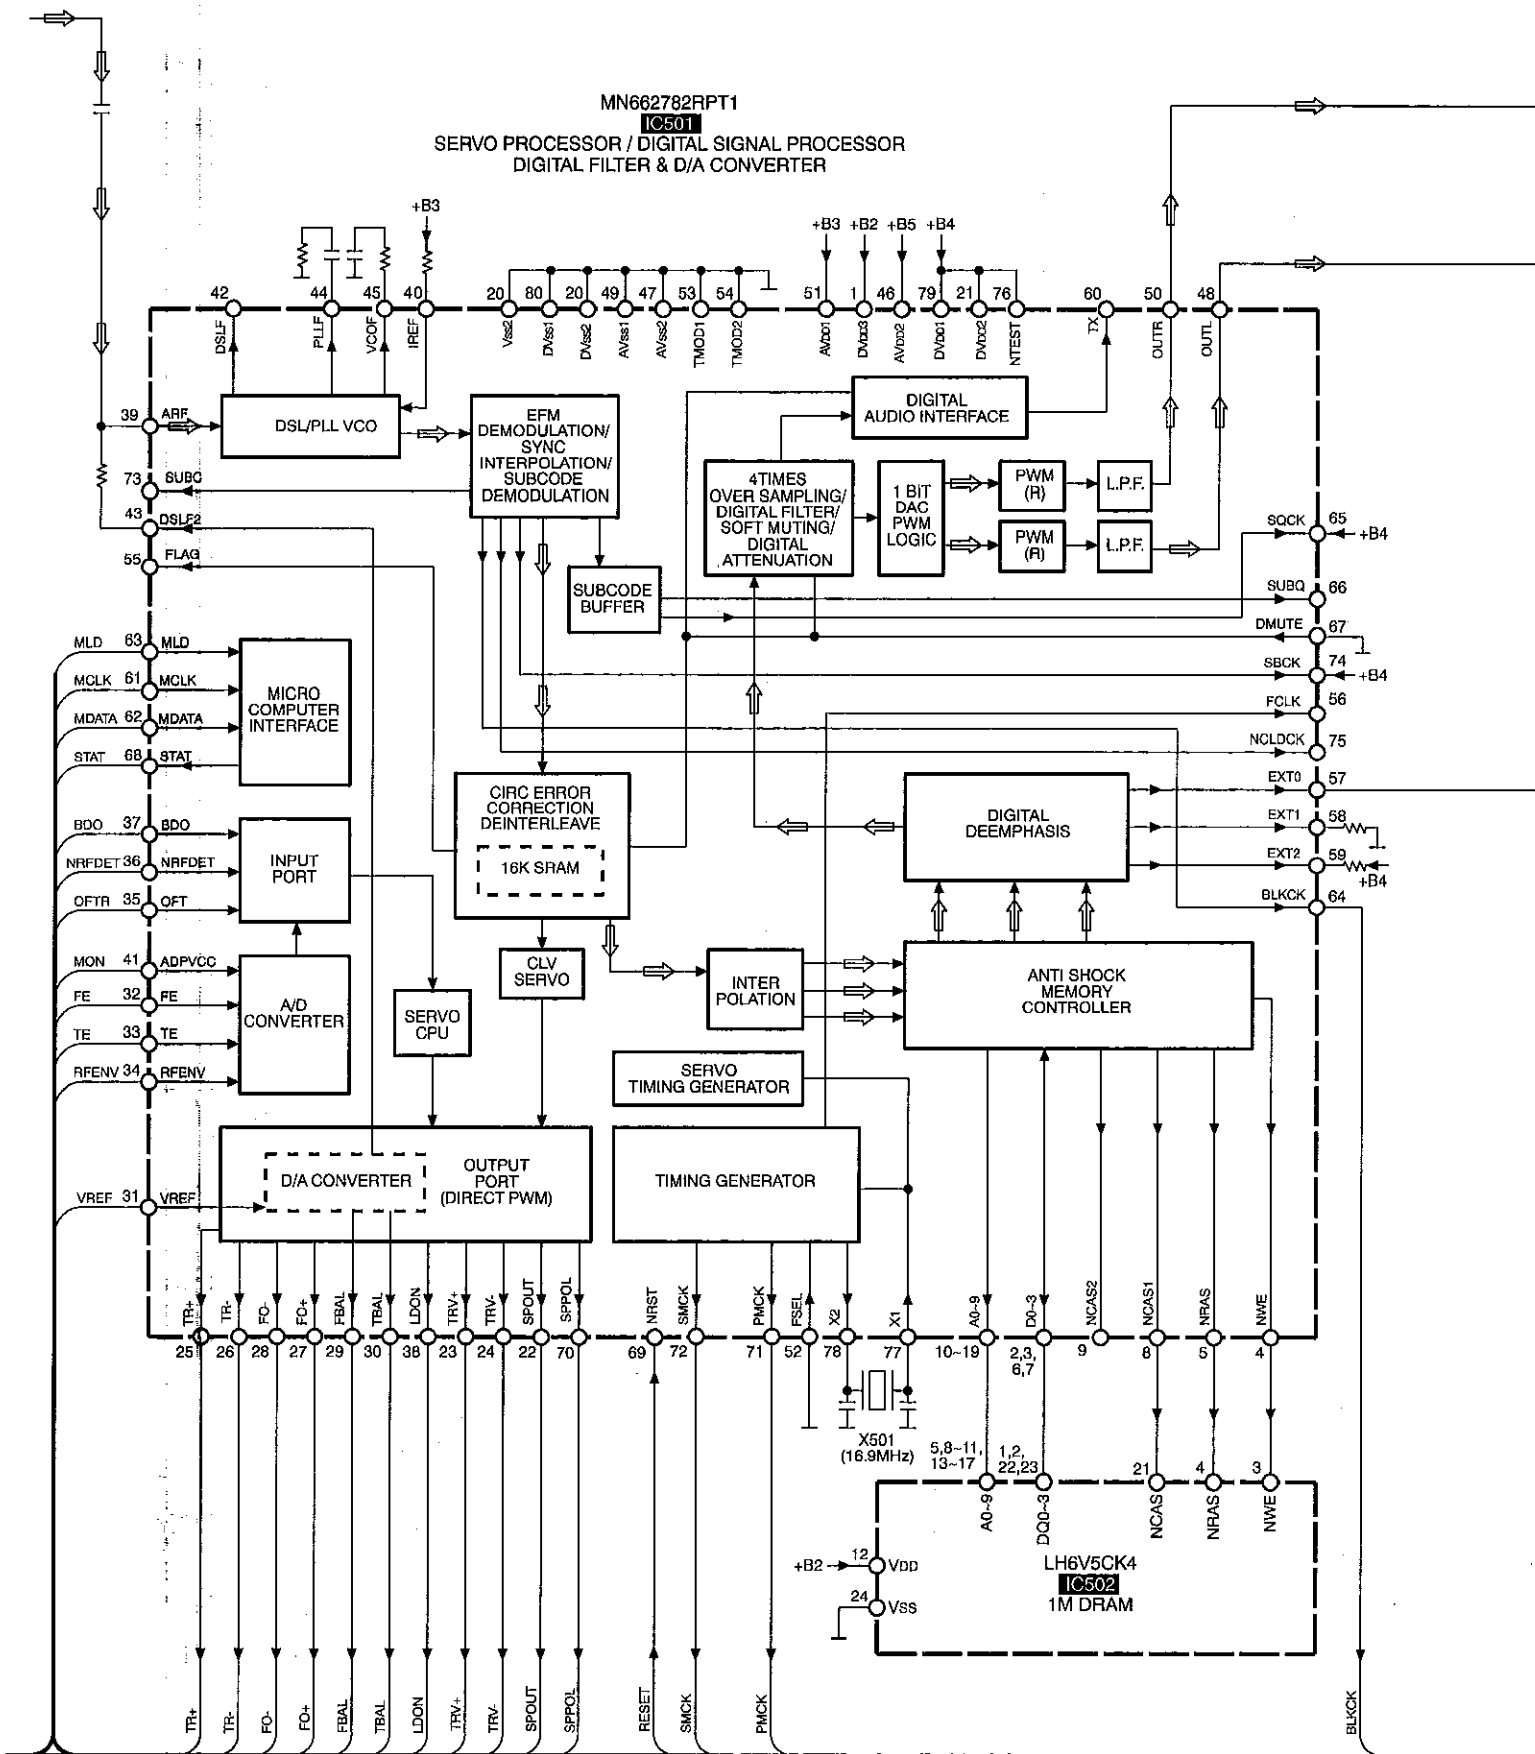 MN662782RPT1
IC501
SERVO PROCESSOR / DIGITAL SIGNAL PROCESSOR
DIGITAL FILTER & D/A CONVERTER
+B3
+B3 +B2 +B5 +B4
42 44 45 40 20 80 20 49 47 53 54 51 1 46 79 21 76 60 50 48
DSLF PLLF VCOF IREF Vss2 DVss1 DVss2 AVss1 AVss2 TMOD1 TMOD2 AVDD1 DVDD3 AVDD2 DVDD1 DVDD2 NTEST TX OUTR OUTL
39 ARF
DSL/PLL VCO
EFM
DEMODULATION/
SYNC
INTERPOLATION/
SUBCODE
DEMODULATION
DIGITAL
AUDIO INTERFACE
4TIMES
OVER SAMPLING/
DIGITAL FILTER/
SOFT MUTING/
DIGITAL
ATTENUATION
1 BIT
DAC
PWM
LOGIC
PWM
(R)
L.P.F.
PWM
(R)
L.P.F.
73 SUBC
43 DSLF2
55 FLAG
SUBCODE
BUFFER
SQCK 65 +B4
SUBQ 66
DMUTE 67
SBCK 74 +B4
FCLK 56
NCLDCK 75
EXT0 57
EXT1 58
EXT2 59
+B4
BLKCK 64
MLD 63 MLD
MCLK 61 MCLK
MDATA 62 MDATA
STAT 68 STAT
MICRO
COMPUTER
INTERFACE
BDO 37 BDO
NRFDET 36 NRFDET
OFTR 35 OFT
INPUT
PORT
CIRC ERROR
CORRECTION
DEINTERLEAVE
16K SRAM
DIGITAL
DEEMPHASIS
MON 41 ADPVCC
FE 32 FE
TE 33 TE
RFENV 34 RFENV
A/D
CONVERTER
SERVO
CPU
CLV
SERVO
INTER
POLATION
ANTI SHOCK
MEMORY
CONTROLLER
SERVO
TIMING GENERATOR
VREF 31 VREF
D/A CONVERTER
OUTPUT
PORT
(DIRECT PWM)
TIMING GENERATOR
TR+ TR- FO- FO+ FBAL TBAL LDON TRV+ TRV- SPOUT SPPOL NRST SMCK PMCK FSEL X2 X1 A0~9 D0~3 NCAS2 NCAS1 NRAS NWE
25 26 28 27 29 30 38 23 24 22 70 69 72 71 52 78 77 10~19 2,3, 9 8 5 4
6,7
X501
(16.9MHz)
5,8~11,
13~17
1,2,
22,23
21 4 3
A0~9 DQ0~3 NCAS NRAS NWE
+B2 12 VDD
24 VSS
LH6V5CK4
IC502
1M DRAM
TR+ TR- FO- FO+ FBAL TBAL LDON TRV+ TRV- SPOUT SPPOL RESET SMCK PMCK BLKCK